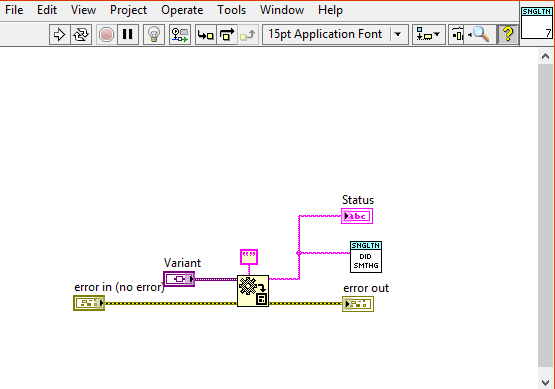 File Edit View Project Operate Tools Window Help
SNGLTN
7
15pt Application Font
?
Status
abc
SNGLTN
DID
SMTHG
Variant
""
error in (no error)
error out